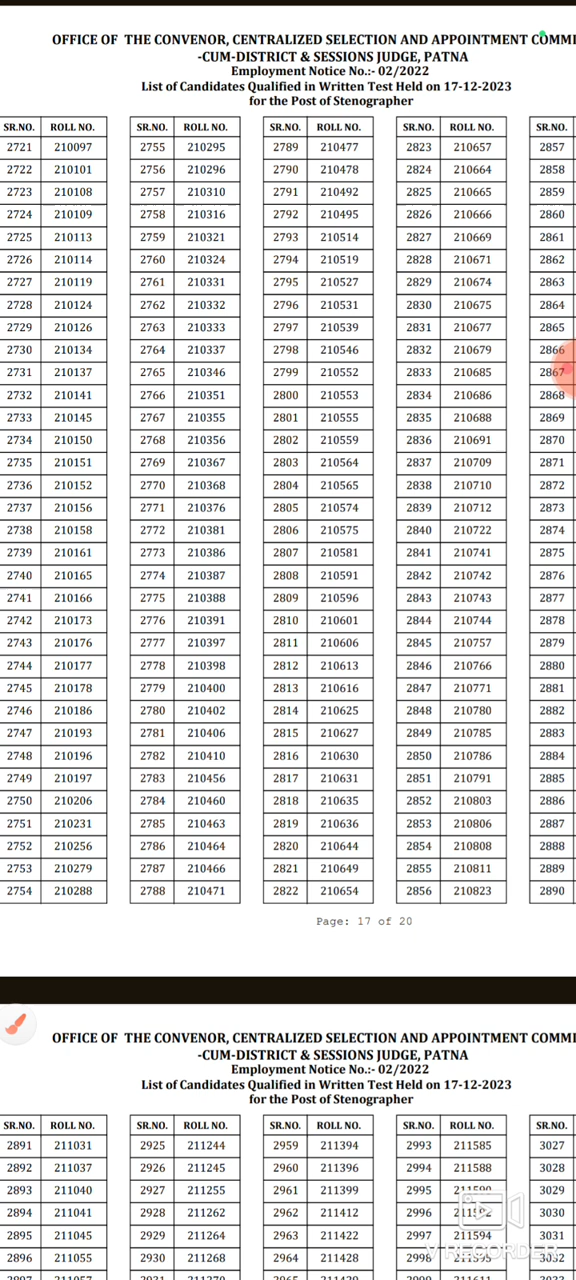 OFFICE OF THE CONVENOR, CENTRALIZED SELECTION AND APPOINTMENT COMMI
-CUM-DISTRICT & SESSIONS JUDGE, PATNA
Employment Notice No.:- 02/2022
List of Candidates Qualified in Written Test Held on 17-12-2023
for the Post of Stenographer
SR.NO. ROLL NO. SR.NO. ROLL NO. SR.NO. ROLL NO. SR.NO. ROLL NO. SR.NO.
2721 210097 2755 210295 2789 210477 2823 210657 2857
2722 210101 2756 210296 2790 210478 2824 210664 2858
2723 210108 2757 210310 2791 210492 2825 210665 2859
2724 210109 2758 210316 2792 210495 2826 210666 2860
2725 210113 2759 210321 2793 210514 2827 210669 2861
2726 210114 2760 210324 2794 210519 2828 210671 2862
2727 210119 2761 210331 2795 210527 2829 210674 2863
2728 210124 2762 210332 2796 210531 2830 210675 2864
2729 210126 2763 210333 2797 210539 2831 210677 2865
2730 210134 2764 210337 2798 210546 2832 210679 2866
2731 210137 2765 210346 2799 210552 2833 210685 2867
2732 210141 2766 210351 2800 210553 2834 210686 2868
2733 210145 2767 210355 2801 210555 2835 210688 2869
2734 210150 2768 210356 2802 210559 2836 210691 2870
2735 210151 2769 210367 2803 210564 2837 210709 2871
2736 210152 2770 210368 2804 210565 2838 210710 2872
2737 210156 2771 210376 2805 210574 2839 210712 2873
2738 210158 2772 210381 2806 210575 2840 210722 2874
2739 210161 2773 210386 2807 210581 2841 210741 2875
2740 210165 2774 210387 2808 210591 2842 210742 2876
2741 210166 2775 210388 2809 210596 2843 210743 2877
2742 210173 2776 210391 2810 210601 2844 210744 2878
2743 210176 2777 210397 2811 210606 2845 210757 2879
2744 210177 2778 210398 2812 210613 2846 210766 2880
2745 210178 2779 210400 2813 210616 2847 210771 2881
2746 210186 2780 210402 2814 210625 2848 210780 2882
2747 210193 2781 210406 2815 210627 2849 210785 2883
2748 210196 2782 210410 2816 210630 2850 210786 2884
2749 210197 2783 210456 2817 210631 2851 210791 2885
2750 210206 2784 210460 2818 210635 2852 210803 2886
2751 210231 2785 210463 2819 210636 2853 210806 2887
2752 210256 2786 210464 2820 210644 2854 210808 2888
2753 210279 2787 210466 2821 210649 2855 210811 2889
2754 210288 2788 210471 2822 210654 2856 210823 2890
Page: 17 of 20
OFFICE OF THE CONVENOR, CENTRALIZED SELECTION AND APPOINTMENT COMMI
-CUM-DISTRICT & SESSIONS JUDGE, PATNA
Employment Notice No.:- 02/2022
List of Candidates Qualified in Written Test Held on 17-12-2023
for the Post of Stenographer
SR.NO. ROLL NO. SR.NO. ROLL NO. SR.NO. ROLL NO. SR.NO. ROLL NO. SR.NO.
2891 211031 2925 211244 2959 211394 2993 211585 3027
2892 211037 2926 211245 2960 211396 2994 211588 3028
2893 211040 2927 211255 2961 211399 2995 3029
2894 211041 2928 211262 2962 211412 2996 3030
2895 211045 2929 211264 2963 211422 2997 211594 3031
2896 211055 2930 211268 2964 211428 2998 3032
V RECORDER